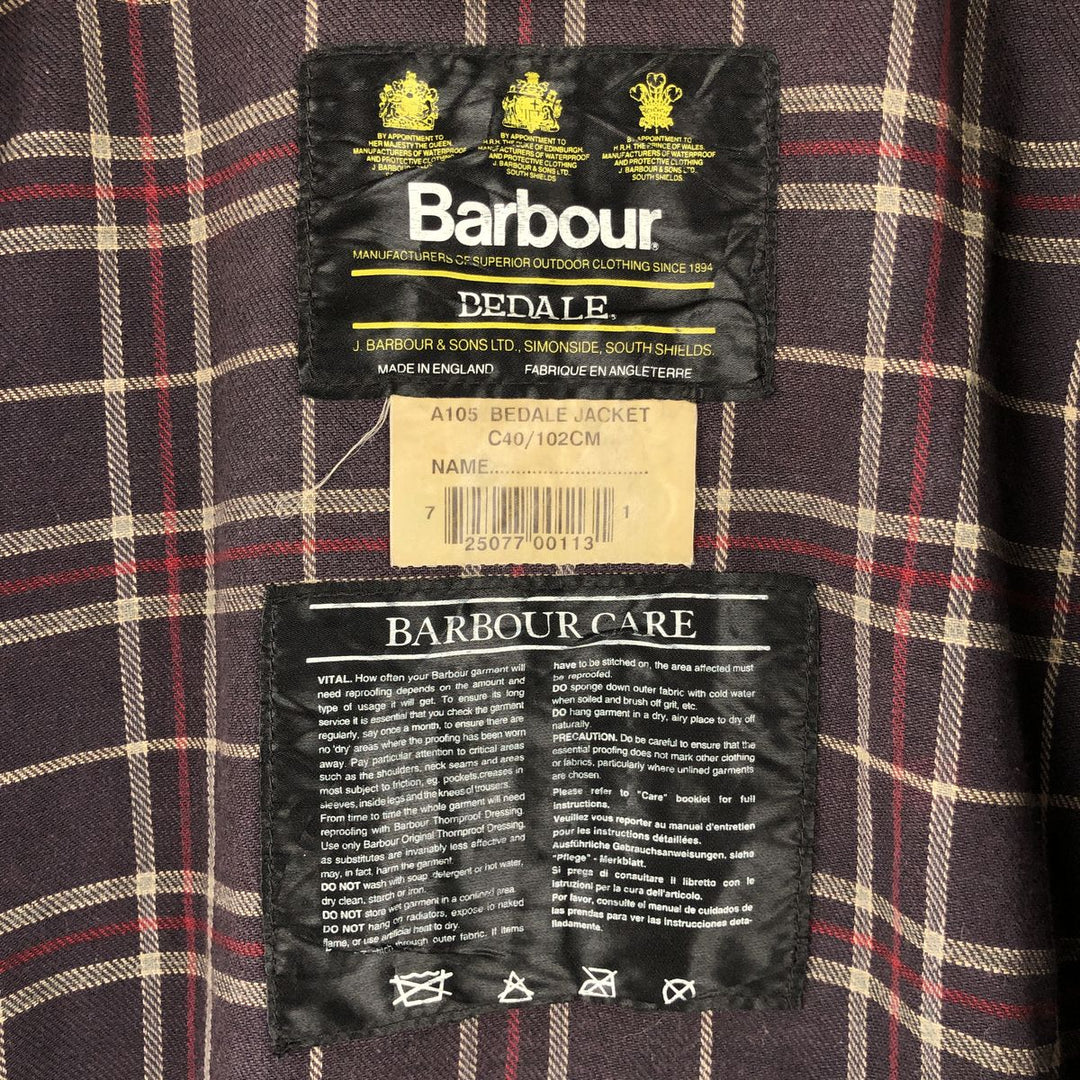 BY APPOINTMENT TO
HER MAJESTY THE QUEEN
MANUFACTURERS OF WATERPROOF
AND PROTECTIVE CLOTHING
J. BARBOUR & SONS LTD.
SOUTH SHIELDS
BY APPOINTMENT TO
H.R.H. THE DUKE OF EDINBURGH
MANUFACTURERS OF WATERPROOF
AND PROTECTIVE CLOTHING
J. BARBOUR & SONS LTD.
SOUTH SHIELDS
BY APPOINTMENT TO
H.R.H. THE PRINCE OF WALES
MANUFACTURERS OF WATERPROOF
AND PROTECTIVE CLOTHING
J. BARBOUR & SONS LTD.
SOUTH SHIELDS
Barbour®
MANUFACTURERS OF SUPERIOR OUTDOOR CLOTHING SINCE 1894
BEDALE
J. BARBOUR & SONS LTD., SIMONSIDE, SOUTH SHIELDS.
MADE IN ENGLAND FABRIQUE EN ANGLETERRE
A105 BEDALE JACKET
C40/102CM
NAME..............................
7 25077 00113 1
BARBOUR CARE
VITAL. How often your Barbour garment will
need reproofing depends on the amount and
type of usage it will get. To ensure its long
service it is essential that you check the garment
regularly, say once a month, to ensure there are
no 'dry' areas where the proofing has been worn
away. Pay particular attention to critical areas
such as the shoulders, neck seams and areas
most subject to friction, eg. pockets, creases in
sleeves, inside legs and the knees of trousers.
From time to time the whole garment will need
reproofing with Barbour Thornproof Dressing.
Use only Barbour Original Thornproof Dressing
as substitutes are invariably less affective and
may, in fact, harm the garment.
DO NOT wash with soap, detergent or hot water,
dry clean, starch or iron.
DO NOT store wet garment in a confined area.
DO NOT hang on radiators, expose to naked
flame, or use artificial heat to dry.
through outer fabric. If items
have to be stitched on, the area affected must
be reproofed.
DO sponge down outer fabric with cold water
when soiled and brush off grit, etc.
DO hang garment in a dry, airy place to dry off
naturally.
PRECAUTION. Do be careful to ensure that the
essential proofing does not mark other clothing
or fabrics, particularly where unlined garments
are chosen.
Please refer to "Care" booklet for full
instructions.
Veuillez vous reporter au manuel d'entretien
pour les instructions détaillées.
Ausführliche Gebrauchsanweisungen. siehe
"Pflege" - Merkblatt.
Si prega di consultare il libretto con le
istruzioni per la cura dell'articolo.
Por favor, consulte el manual de cuidados de
las prendas para ver las instrucciones deta-
lladamente.